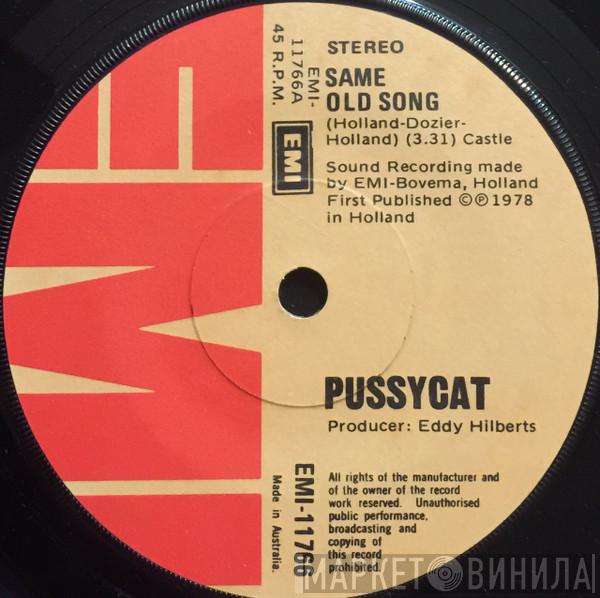 STEREO
SAME
OLD SONG
(Holland-Dozier-
Holland) (3.31) Castle
Sound Recording made
by EMI-Bovema, Holland
First Published ©℗1978
in Holland
EMI-
11766A
45 R.P.M.
EMI
EMI
PUSSYCAT
Producer: Eddy Hilberts
All rights of the manufacturer and
of the owner of the record
work reserved. Unauthorised
public performance,
broadcasting and
copying of
this record
prohibited.
EMI-11766
Made in Australia.
МАРКЕТ ВИНИЛА